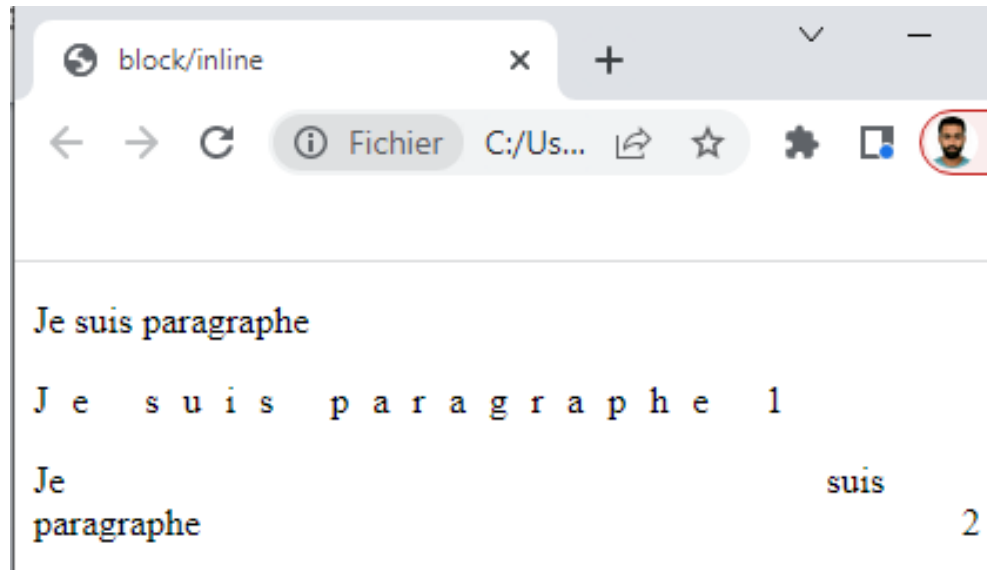 block/inline
Fichier C:/Us...
Je suis paragraphe
J e s u i s p a r a g r a p h e 1
Je suis
paragraphe 2